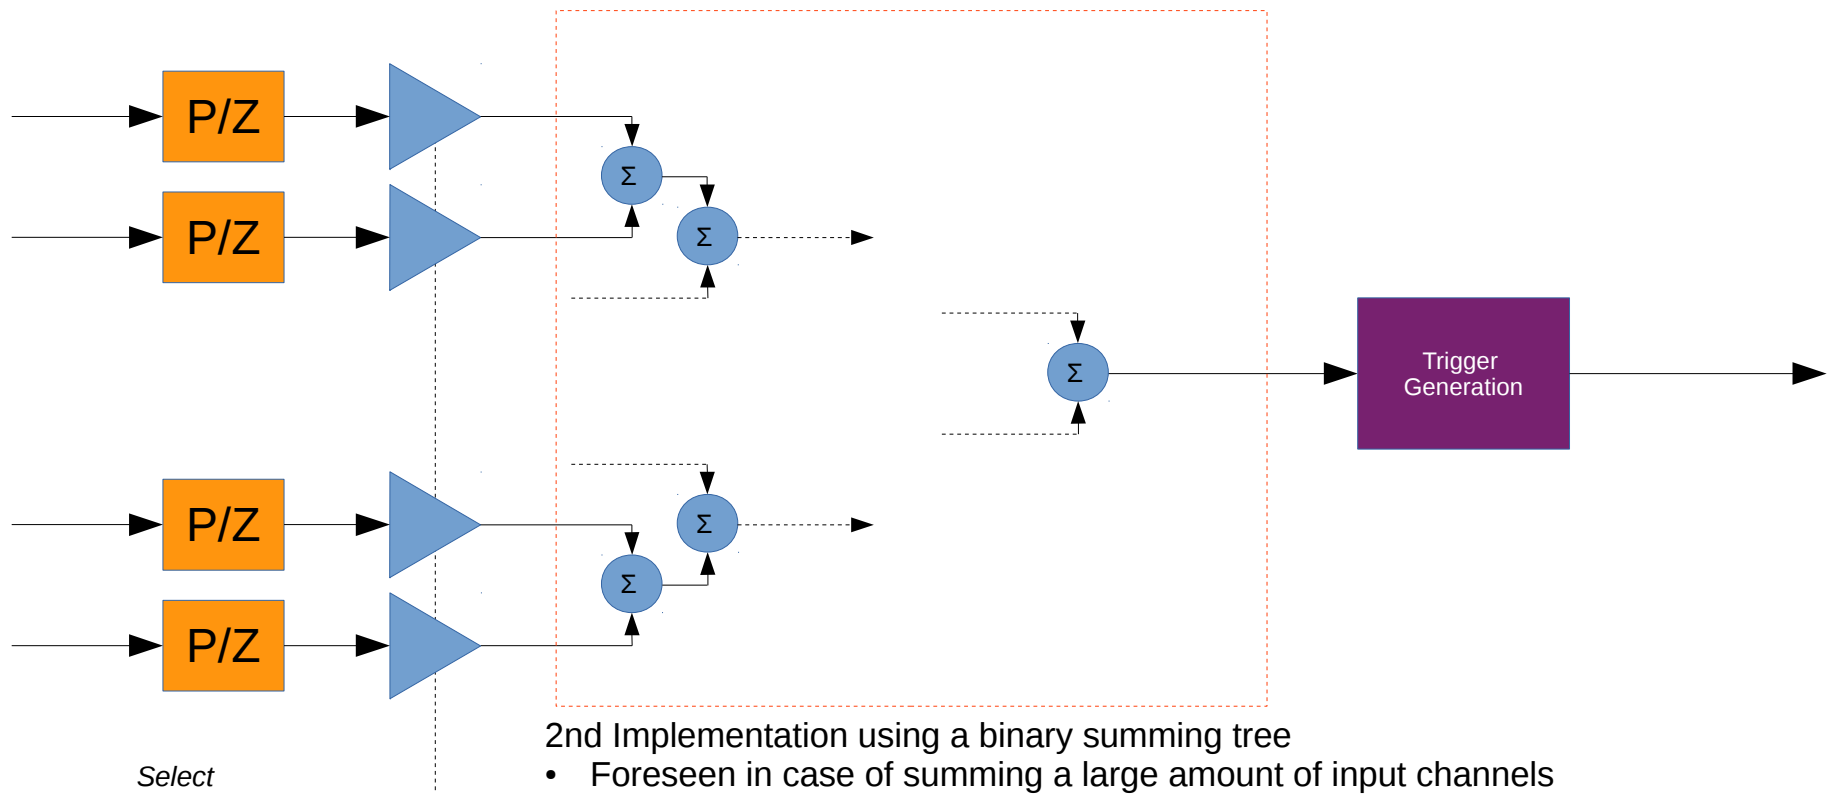 P/Z
Σ
P/Z
Σ
Σ
Trigger
Generation
P/Z
Σ
Σ
P/Z
2nd Implementation using a binary summing tree
Select
• Foreseen in case of summing a large amount of input channels